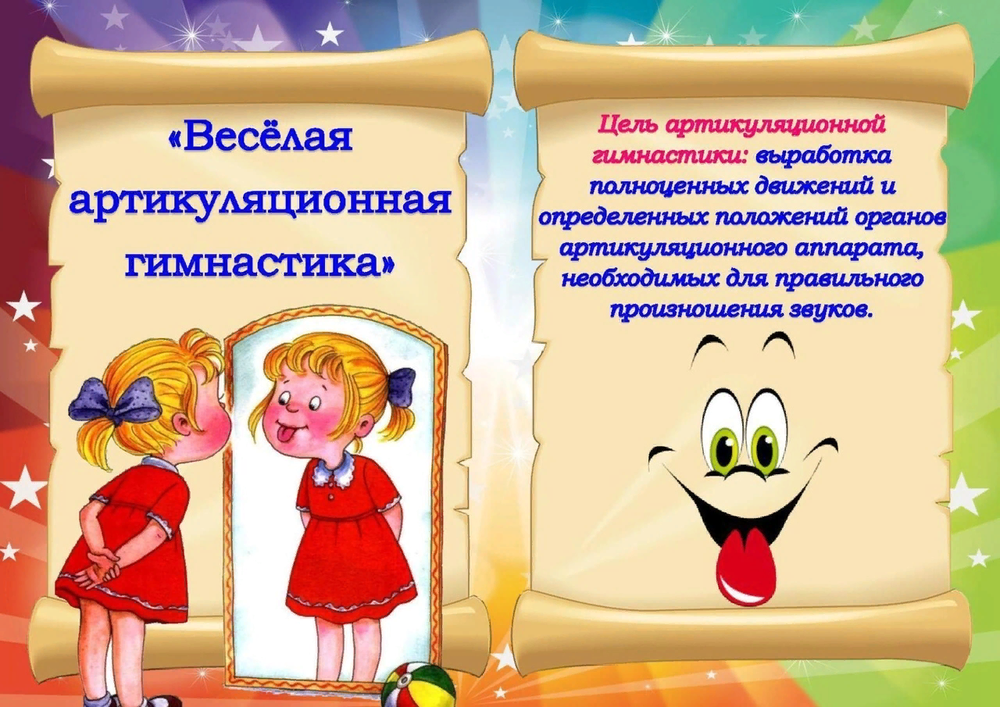 «Весёлая
артикуляционная
гимнастика»
Цель артикуляционной
гимнастики: выработка
полноценных движений и
определенных положений органов
артикуляционного аппарата,
необходимых для правильного
произношения звуков.